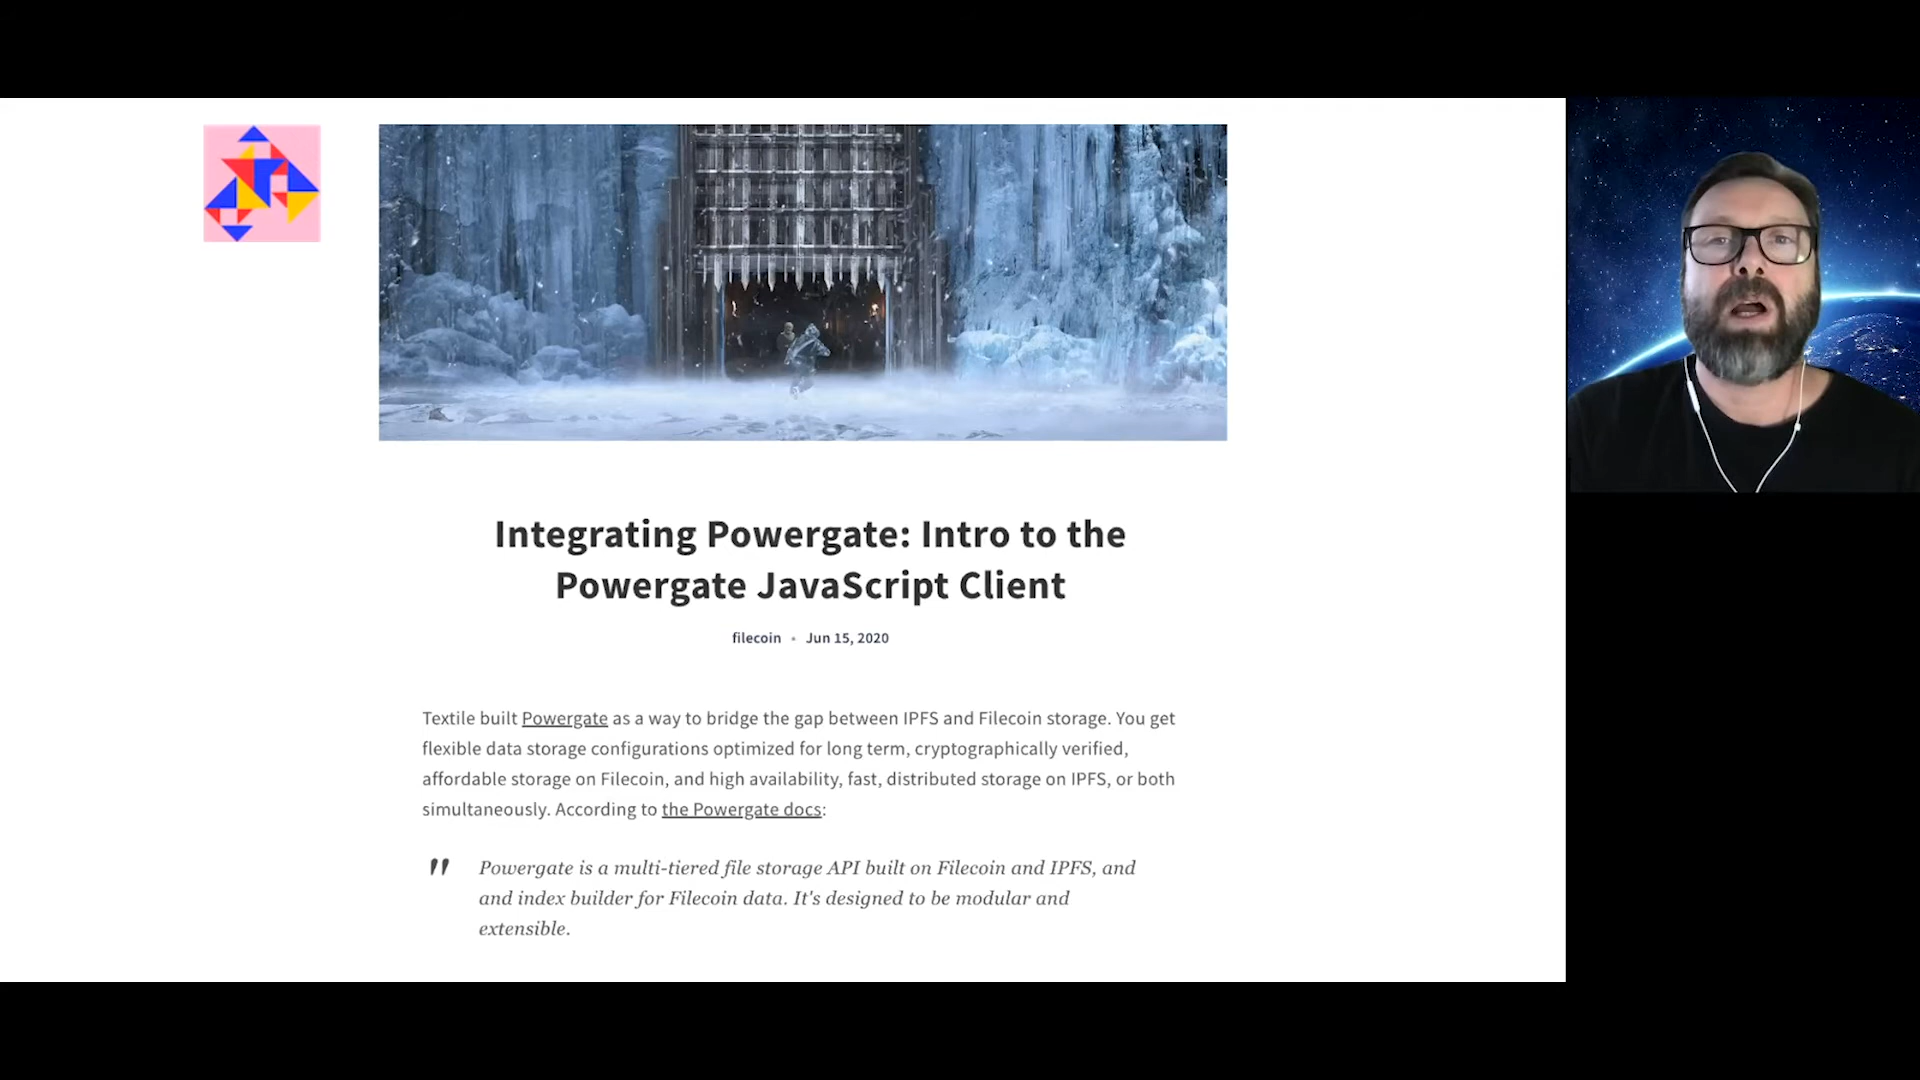 Integrating Powergate: Intro to the
Powergate JavaScript Client
filecoin • Jun 15, 2020
Textile built Powergate as a way to bridge the gap between IPFS and Filecoin storage. You get
flexible data storage configurations optimized for long term, cryptographically verified,
affordable storage on Filecoin, and high availability, fast, distributed storage on IPFS, or both
simultaneously. According to the Powergate docs:
" Powergate is a multi-tiered file storage API built on Filecoin and IPFS, and
and index builder for Filecoin data. It's designed to be modular and
extensible.